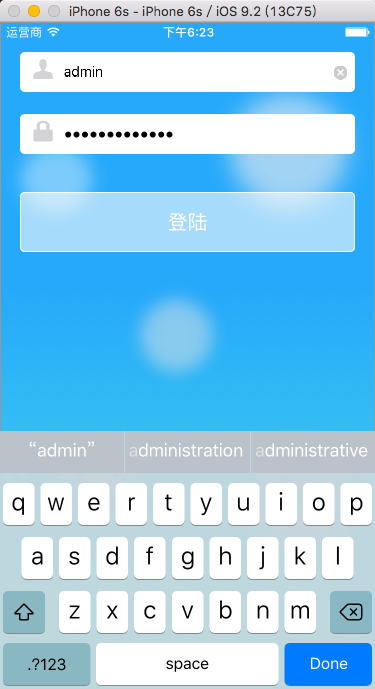 iPhone 6s - iPhone 6s / iOS 9.2 (13C75)
运营商 下午6:23
admin
•••••••••••••
登陆
“admin” administration administrative
q w e r t y u i o p
a s d f g h j k l
z x c v b n m
.?123 space Done